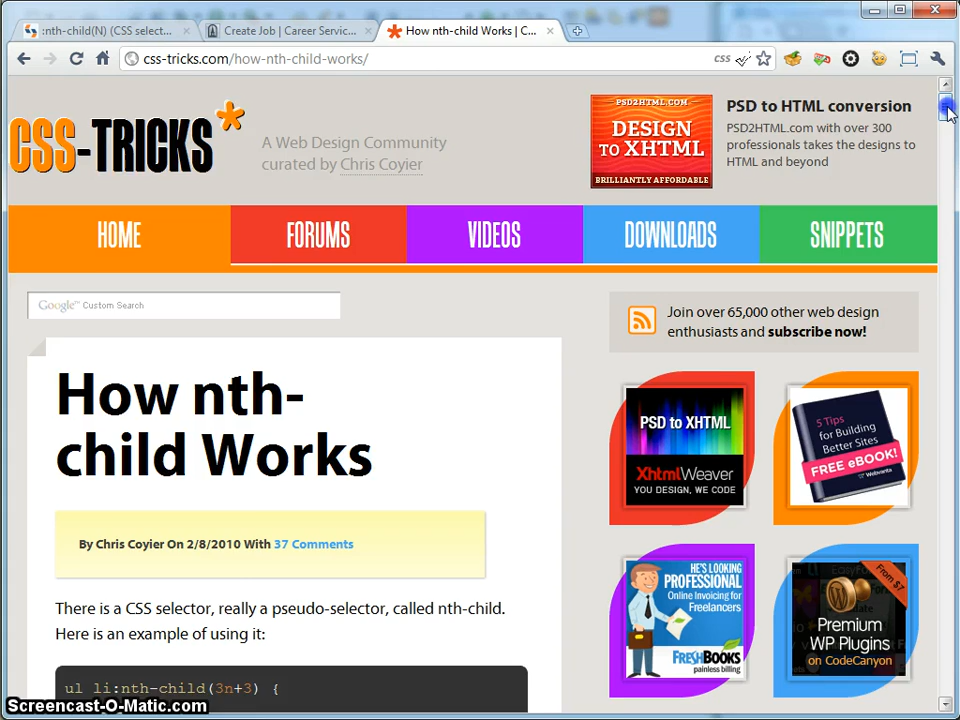 :nth-child(N) (CSS select...
Create Job | Career Servic...
How nth-child Works | C...
css-tricks.com/how-nth-child-works/
css
CSS-TRICKS*
A Web Design Community
curated by Chris Coyier
PSD2HTML.COM
DESIGN
TO XHTML
BRILLIANTLY AFFORDABLE
PSD to HTML conversion
PSD2HTML.com with over 300
professionals takes the designs to
HTML and beyond
HOME
FORUMS
VIDEOS
DOWNLOADS
SNIPPETS
Google™ Custom Search
Join over 65,000 other web design
enthusiasts and subscribe now!
How nth-
child Works
By Chris Coyier On 2/8/2010 With 37 Comments
There is a CSS selector, really a pseudo-selector, called nth-child.
Here is an example of using it:
ul li:nth-child(3n+3) {
PSD to XHTML
XhtmlWeaver
YOU DESIGN, WE CODE
5 Tips
for Building
Better Sites
FREE eBOOK!
HE'S LOOKING
PROFESSIONAL
Online Invoicing for
Freelancers
FRESHBOOKS
painless billing
From $7
Premium
WP Plugins
on CodeCanyon
Screencast-O-Matic.com